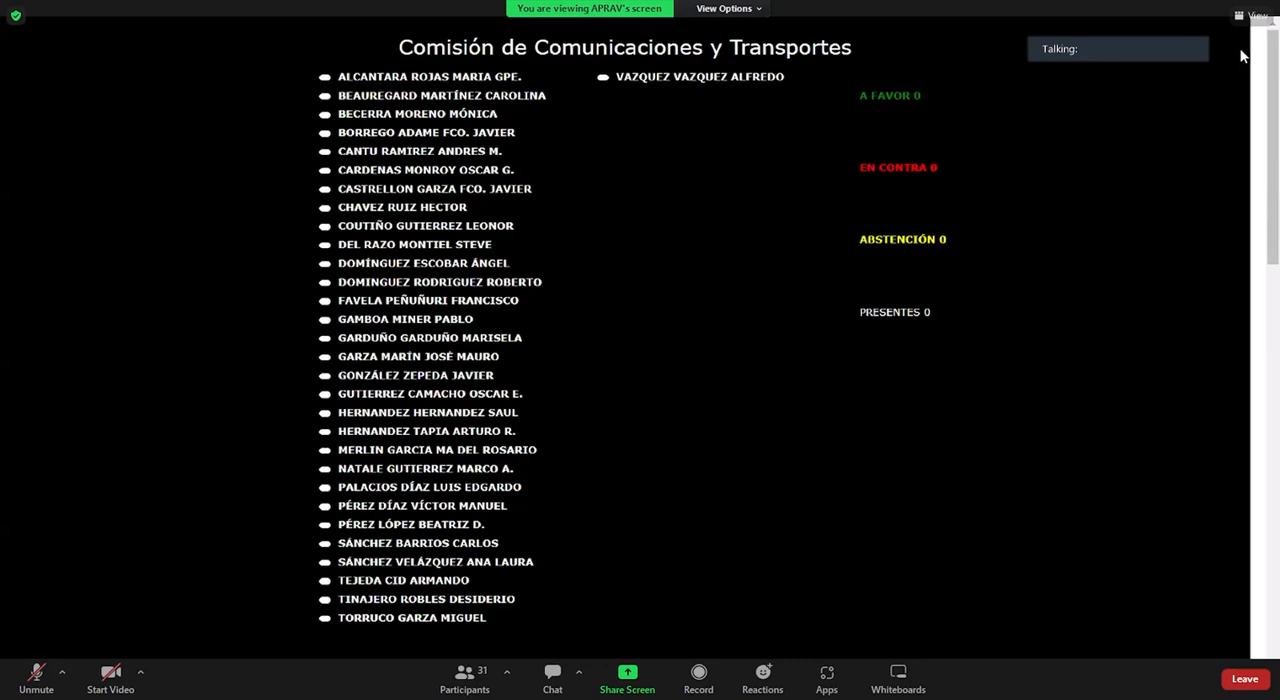 You are viewing APRAV's screen
View Options
View
Comisión de Comunicaciones y Transportes
Talking:
ALCANTARA ROJAS MARIA GPE.
BEAUREGARD MARTÍNEZ CAROLINA
BECERRA MORENO MÓNICA
BORREGO ADAME FCO. JAVIER
CANTU RAMIREZ ANDRES M.
CARDENAS MONROY OSCAR G.
CASTRELLON GARZA FCO. JAVIER
CHAVEZ RUIZ HECTOR
COUTIÑO GUTIERREZ LEONOR
DEL RAZO MONTIEL STEVE
DOMÍNGUEZ ESCOBAR ÁNGEL
DOMINGUEZ RODRIGUEZ ROBERTO
FAVELA PEÑUÑURI FRANCISCO
GAMBOA MINER PABLO
GARDUÑO GARDUÑO MARISELA
GARZA MARÍN JOSÉ MAURO
GONZÁLEZ ZEPEDA JAVIER
GUTIERREZ CAMACHO OSCAR E.
HERNANDEZ HERNANDEZ SAUL
HERNANDEZ TAPIA ARTURO R.
MERLIN GARCIA MA DEL ROSARIO
NATALE GUTIERREZ MARCO A.
PALACIOS DÍAZ LUIS EDGARDO
PÉREZ DÍAZ VÍCTOR MANUEL
PÉREZ LÓPEZ BEATRIZ D.
SÁNCHEZ BARRIOS CARLOS
SÁNCHEZ VELÁZQUEZ ANA LAURA
TEJEDA CID ARMANDO
TINAJERO ROBLES DESIDERIO
TORRUCO GARZA MIGUEL
VAZQUEZ VAZQUEZ ALFREDO
A FAVOR 0
EN CONTRA 0
ABSTENCIÓN 0
PRESENTES 0
Unmute
Start Video
Participants
31
Chat
Share Screen
Record
Reactions
Apps
Whiteboards
Leave